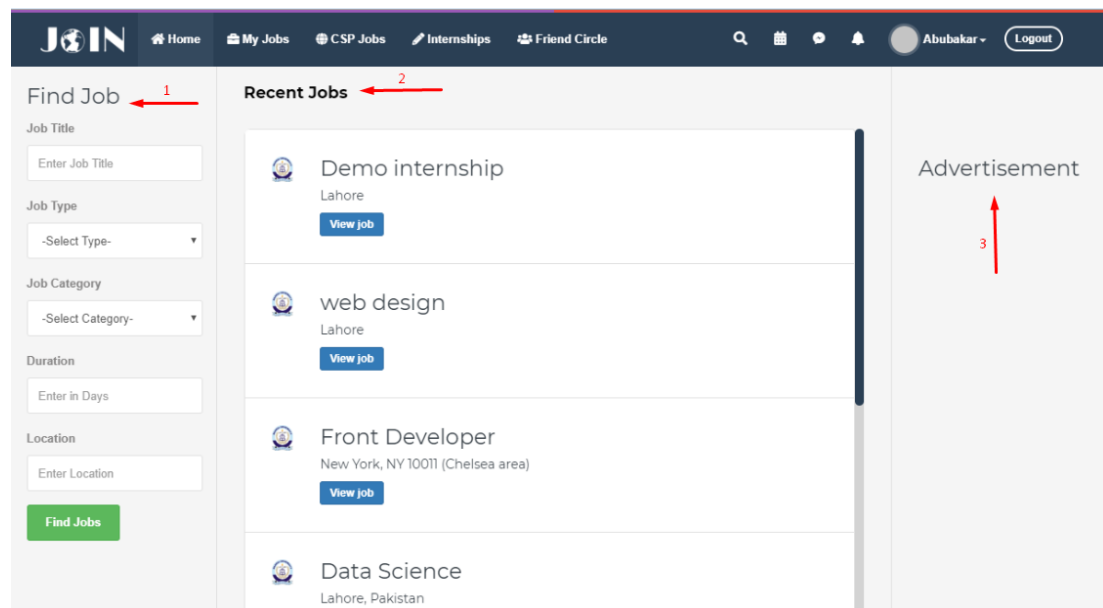 JOIN Home My Jobs CSP Jobs Internships Friend Circle Abubakar Logout
Find Job 1
Job Title
Enter Job Title
Job Type
-Select Type-
Job Category
-Select Category-
Duration
Enter in Days
Location
Enter Location
Find Jobs
Recent Jobs 2
Demo internship
Lahore
View job
web design
Lahore
View job
Front Developer
New York, NY 10011 (Chelsea area)
View job
Data Science
Lahore, Pakistan
Advertisement
3